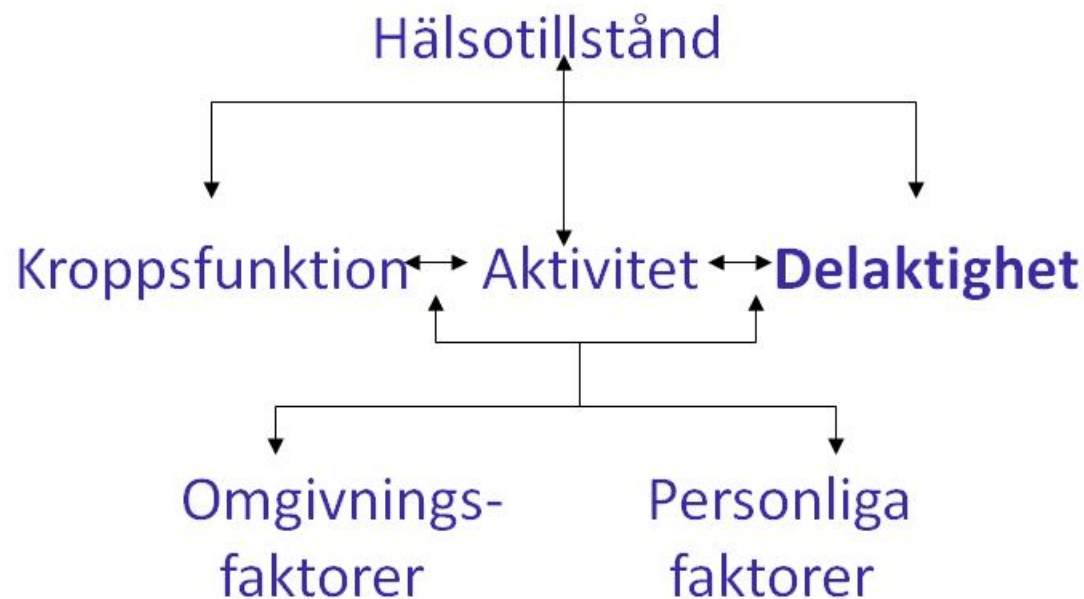 Hälsotillstånd
Kroppsfunktion Aktivitet Delaktighet
Omgivnings- Personliga
faktorer faktorer